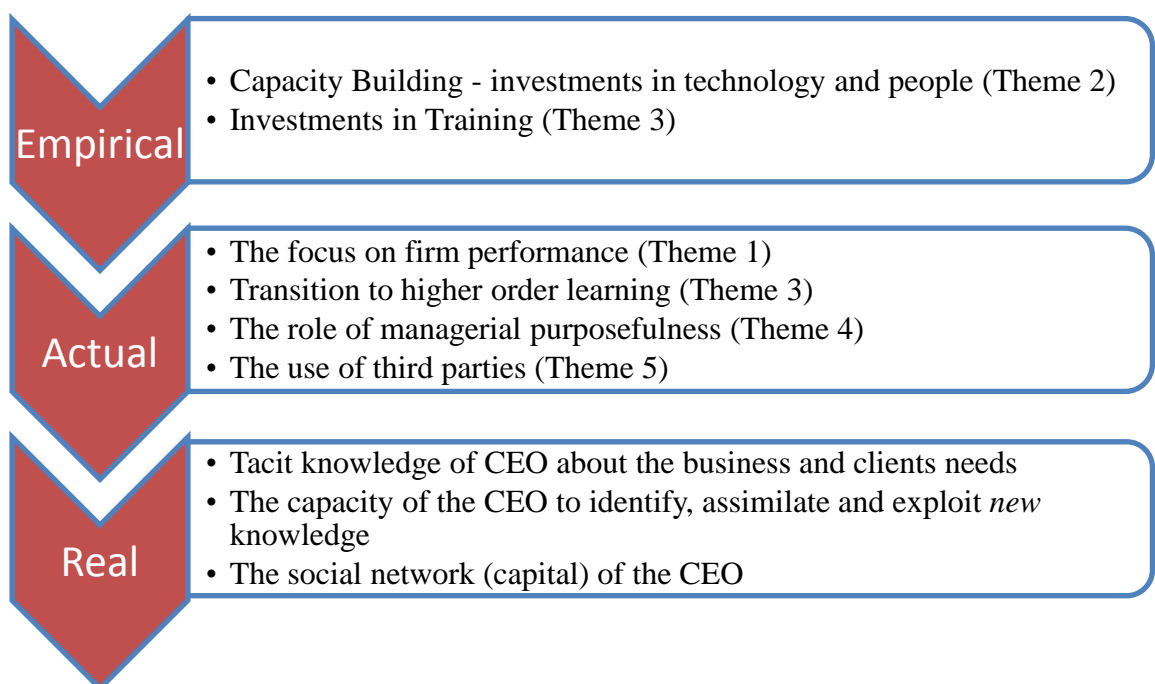 Empirical
• Capacity Building - investments in technology and people (Theme 2)
• Investments in Training (Theme 3)
Actual
• The focus on firm performance (Theme 1)
• Transition to higher order learning (Theme 3)
• The role of managerial purposefulness (Theme 4)
• The use of third parties (Theme 5)
Real
• Tacit knowledge of CEO about the business and clients needs
• The capacity of the CEO to identify, assimilate and exploit new
knowledge
• The social network (capital) of the CEO